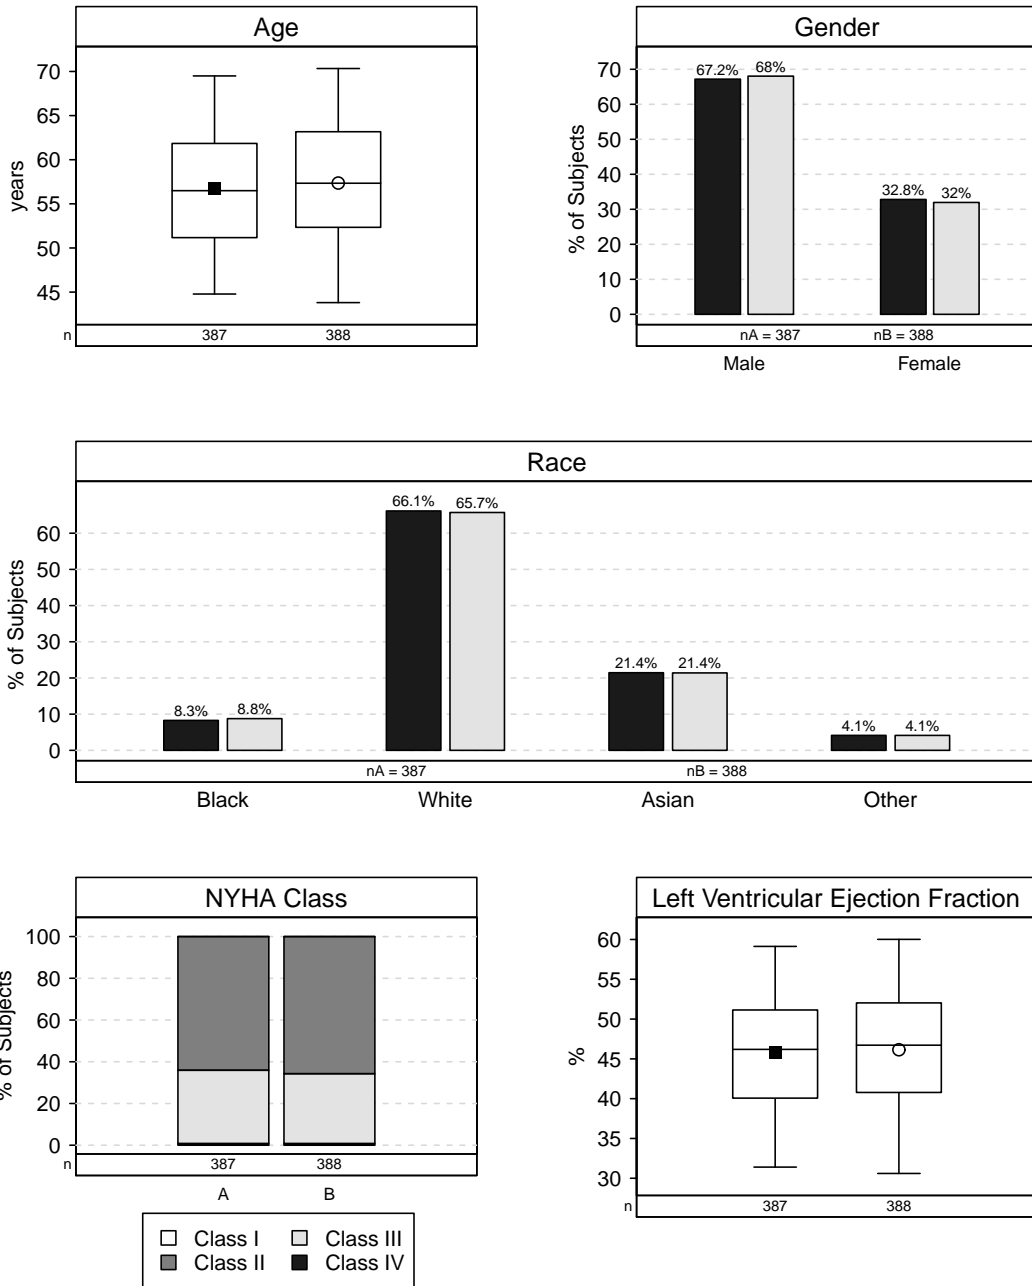 Age
years
70
65
60
55
50
45
n 387 388
Gender
% of Subjects
70
60
50
40
30
20
10
0
67.2% 68%
32.8% 32%
nA = 387 nB = 388
Male Female
Race
% of Subjects
60
50
40
30
20
10
0
8.3% 8.8%
66.1% 65.7%
21.4% 21.4%
4.1% 4.1%
nA = 387 nB = 388
Black White Asian Other
NYHA Class
% of Subjects
100
80
60
40
20
0
n 387 388
A B
Class I Class III
Class II Class IV
Left Ventricular Ejection Fraction
%
60
55
50
45
40
35
30
n 387 388